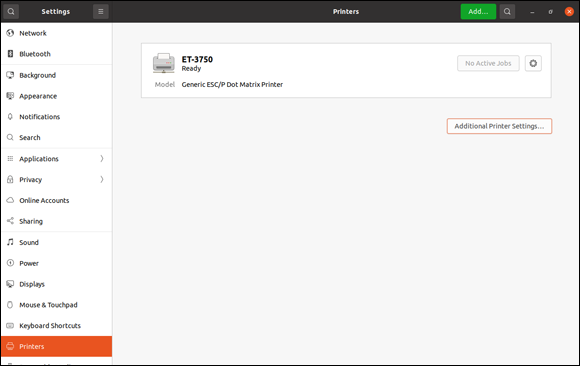 Settings
Printers
Add...
Network
Bluetooth
Background
Appearance
Notifications
Search
Applications
Privacy
Online Accounts
Sharing
Sound
Power
Displays
Mouse & Touchpad
Keyboard Shortcuts
Printers
ET-3750
Ready
No Active Jobs
Model Generic ESC/P Dot Matrix Printer
Additional Printer Settings...